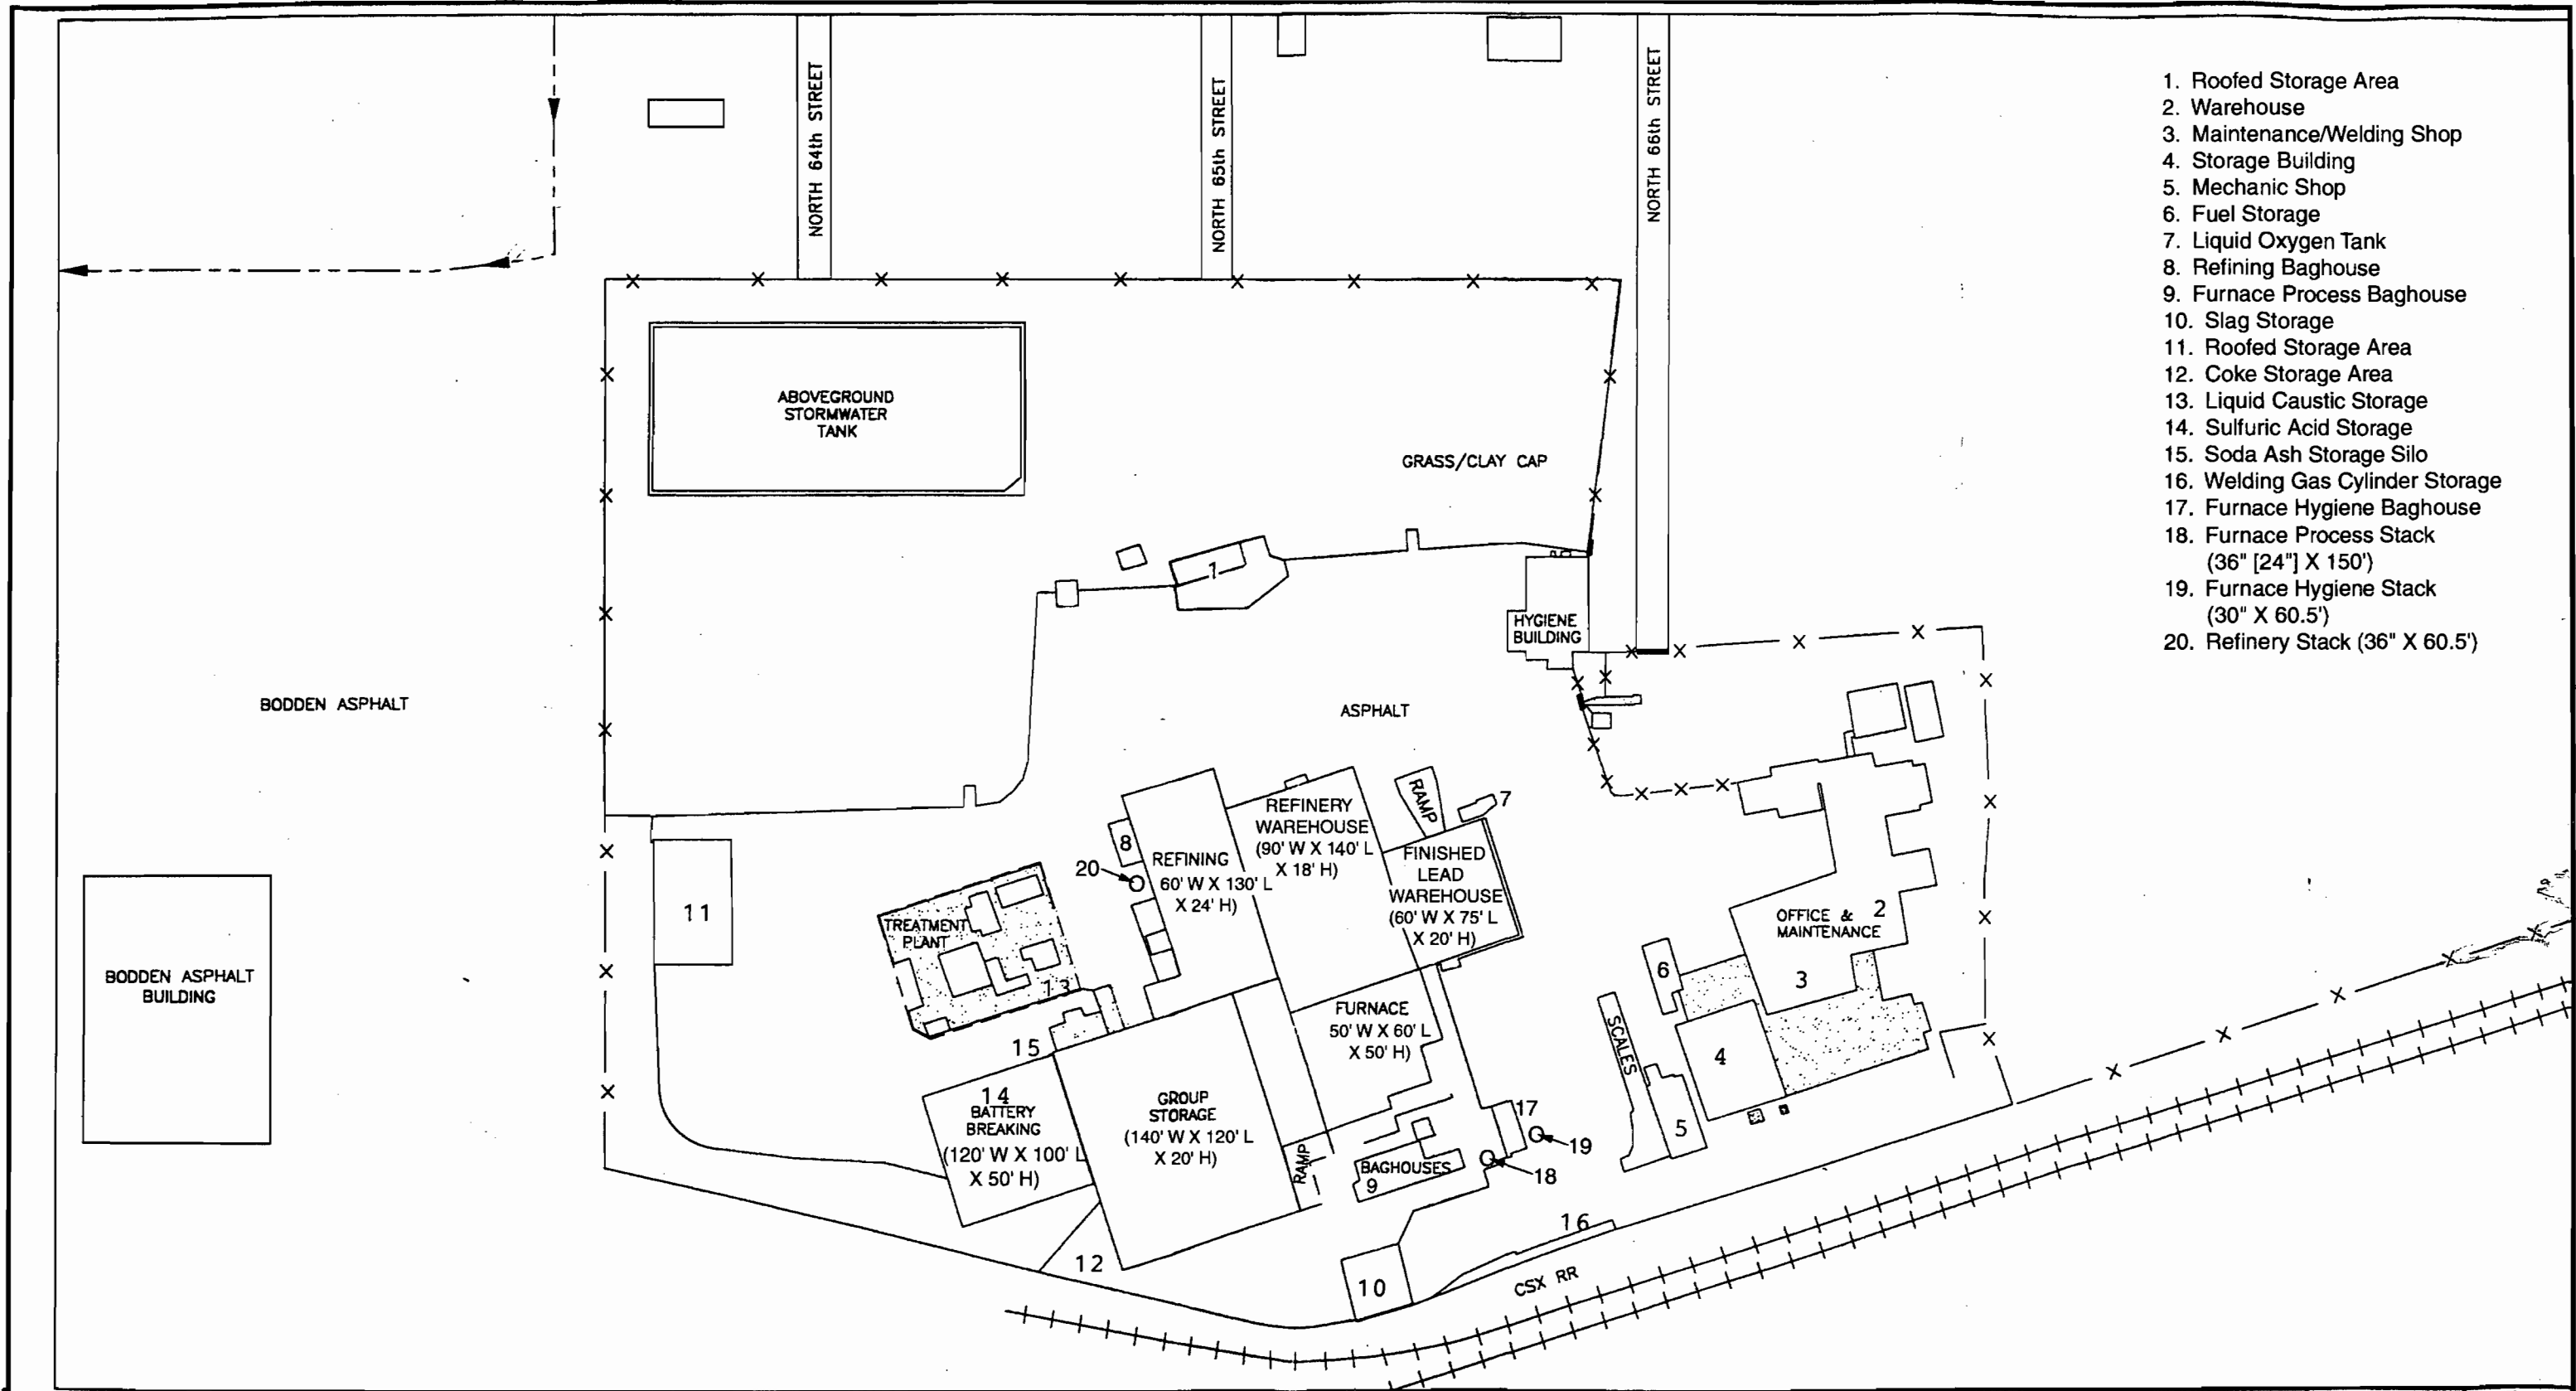 NORTH 64th STREET
NORTH 65th STREET
NORTH 66th STREET
1. Roofed Storage Area
2. Warehouse
3. Maintenance/Welding Shop
4. Storage Building
5. Mechanic Shop
6. Fuel Storage
7. Liquid Oxygen Tank
8. Refining Baghouse
9. Furnace Process Baghouse
10. Slag Storage
11. Roofed Storage Area
12. Coke Storage Area
13. Liquid Caustic Storage
14. Sulfuric Acid Storage
15. Soda Ash Storage Silo
16. Welding Gas Cylinder Storage
17. Furnace Hygiene Baghouse
18. Furnace Process Stack
(36" [24"] X 150')
19. Furnace Hygiene Stack
(30" X 60.5')
20. Refinery Stack (36" X 60.5')
ABOVEGROUND
STORMWATER
TANK
GRASS/CLAY CAP
1
HYGIENE
BUILDING
BODDEN ASPHALT
ASPHALT
BODDEN ASPHALT
BUILDING
11
TREATMENT
PLANT
13
15
8
20
REFINING
60' W X 130' L
X 24' H)
REFINERY
WAREHOUSE
(90' W X 140' L
X 18' H)
RAMP
7
FINISHED
LEAD
WAREHOUSE
(60' W X 75' L
X 20' H)
OFFICE & 2
MAINTENANCE
3
6
4
5
SCALES
FURNACE
50' W X 60' L
X 50' H)
14
BATTERY
BREAKING
(120' W X 100' L
X 50' H)
GROUP
STORAGE
(140' W X 120' L
X 20' H)
RAMP
BAGHOUSES
9
17
19
18
16
12
10
CSX RR